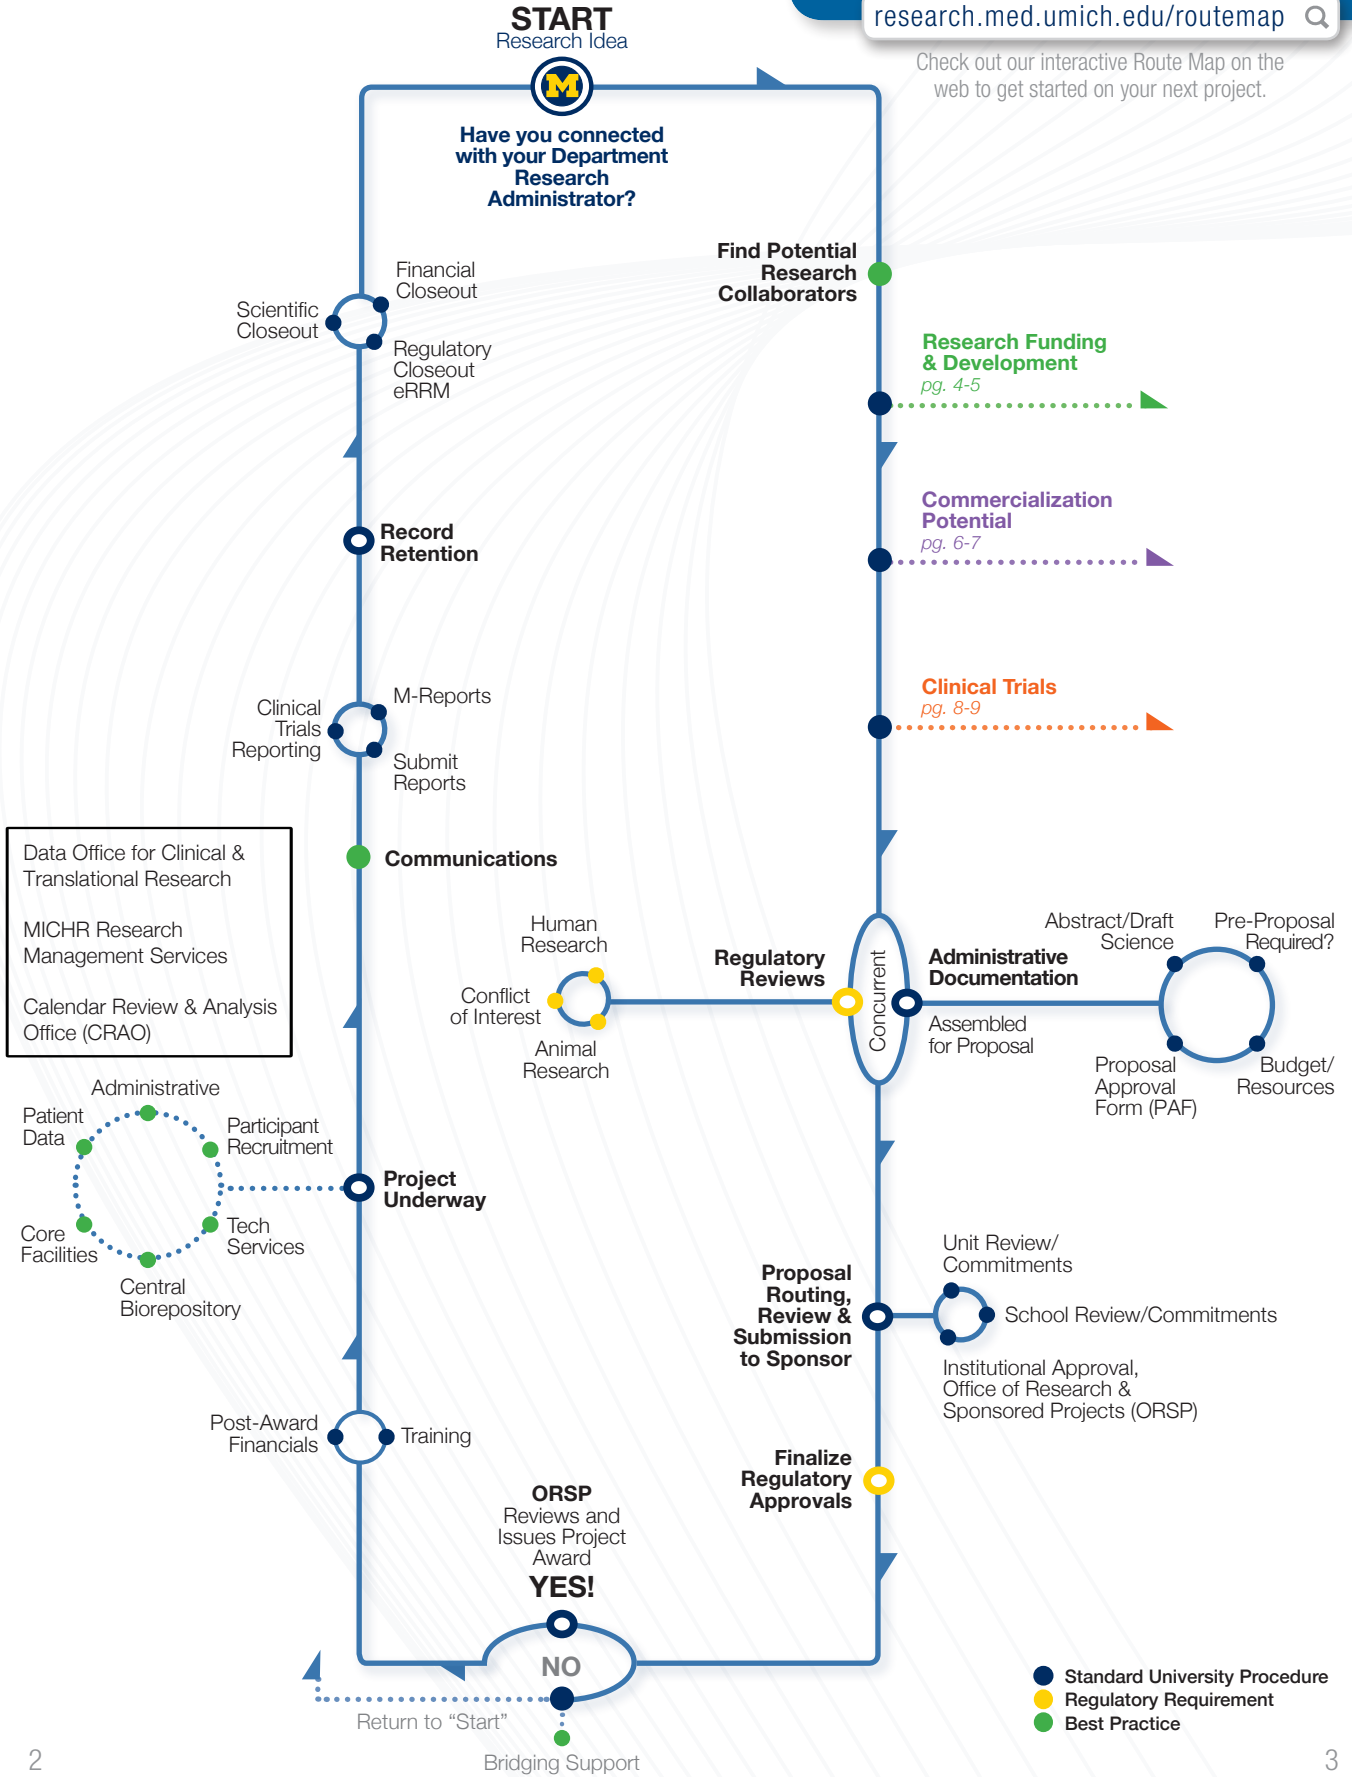 START
Research Idea
M
research.med.umich.edu/routemap
Check out our interactive Route Map on the
web to get started on your next project.
Have you connected
with your Department
Research
Administrator?
Find Potential
Research
Collaborators
Research Funding
& Development
pg. 4-5
Commercialization
Potential
pg. 6-7
Clinical Trials
pg. 8-9
Concurrent
Regulatory
Reviews
Human
Research
Conflict
of Interest
Animal
Research
Administrative
Documentation
Assembled
for Proposal
Abstract/Draft
Science
Pre-Proposal
Required?
Proposal
Approval
Form (PAF)
Budget/
Resources
Proposal
Routing,
Review &
Submission
to Sponsor
Unit Review/
Commitments
School Review/Commitments
Institutional Approval,
Office of Research &
Sponsored Projects (ORSP)
Finalize
Regulatory
Approvals
ORSP
Reviews and
Issues Project
Award
YES!
NO
Return to “Start”
Bridging Support
Post-Award
Financials
Training
Project
Underway
Administrative
Patient
Data
Participant
Recruitment
Core
Facilities
Tech
Services
Central
Biorepository
Data Office for Clinical &
Translational Research
MICHR Research
Management Services
Calendar Review & Analysis
Office (CRAO)
Communications
Clinical
Trials
Reporting
M-Reports
Submit
Reports
Record
Retention
Scientific
Closeout
Financial
Closeout
Regulatory
Closeout
eRRM
Standard University Procedure
Regulatory Requirement
Best Practice
2
3